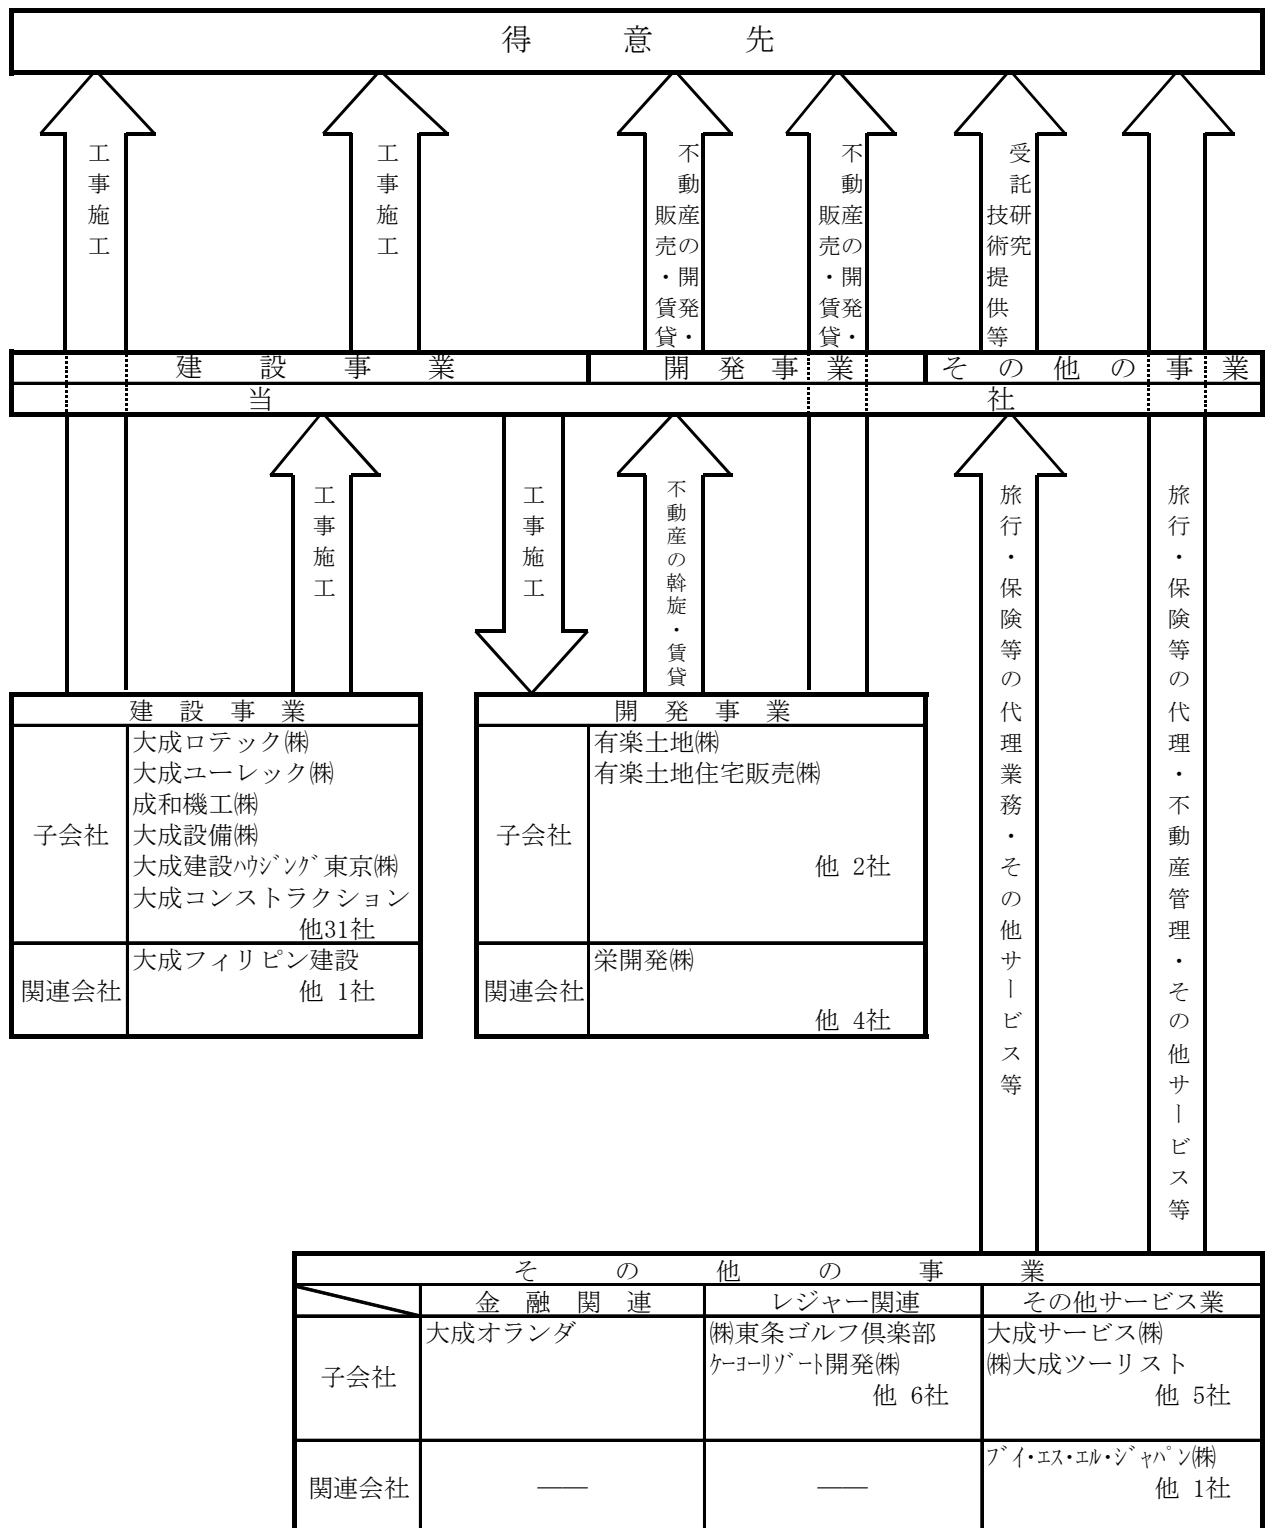 得意先
工事施工
工事施工
不動産の開発・
販売・賃貸
不動産の開発・
販売・賃貸
受託研究
技術提供等
建設事業
開発事業
その他の事業
当社
工事施工
工事施工
不動産の斡旋・賃貸
旅行・保険等の代理業務・その他サービス等
旅行・保険等の代理・不動産管理・その他サービス等
建設事業
子会社
大成ロテック㈱
大成ユーレック㈱
成和機工㈱
大成設備㈱
大成建設ﾊｳｼﾞﾝｸﾞ東京㈱
大成コンストラクション
他31社
関連会社
大成フィリピン建設
他 1社
開発事業
子会社
有楽土地㈱
有楽土地住宅販売㈱
他 2社
関連会社
栄開発㈱
他 4社
その他の事業
金融関連
レジャー関連
その他サービス業
子会社
大成オランダ
㈱東条ゴルフ倶楽部
ｹｰﾖｰﾘｿﾞｰﾄ開発㈱
他 6社
大成サービス㈱
㈱大成ツーリスト
他 5社
関連会社
――
――
ﾌﾞｲ･ｴｽ･ｴﾙ･ｼﾞｬﾊﾟﾝ㈱
他 1社